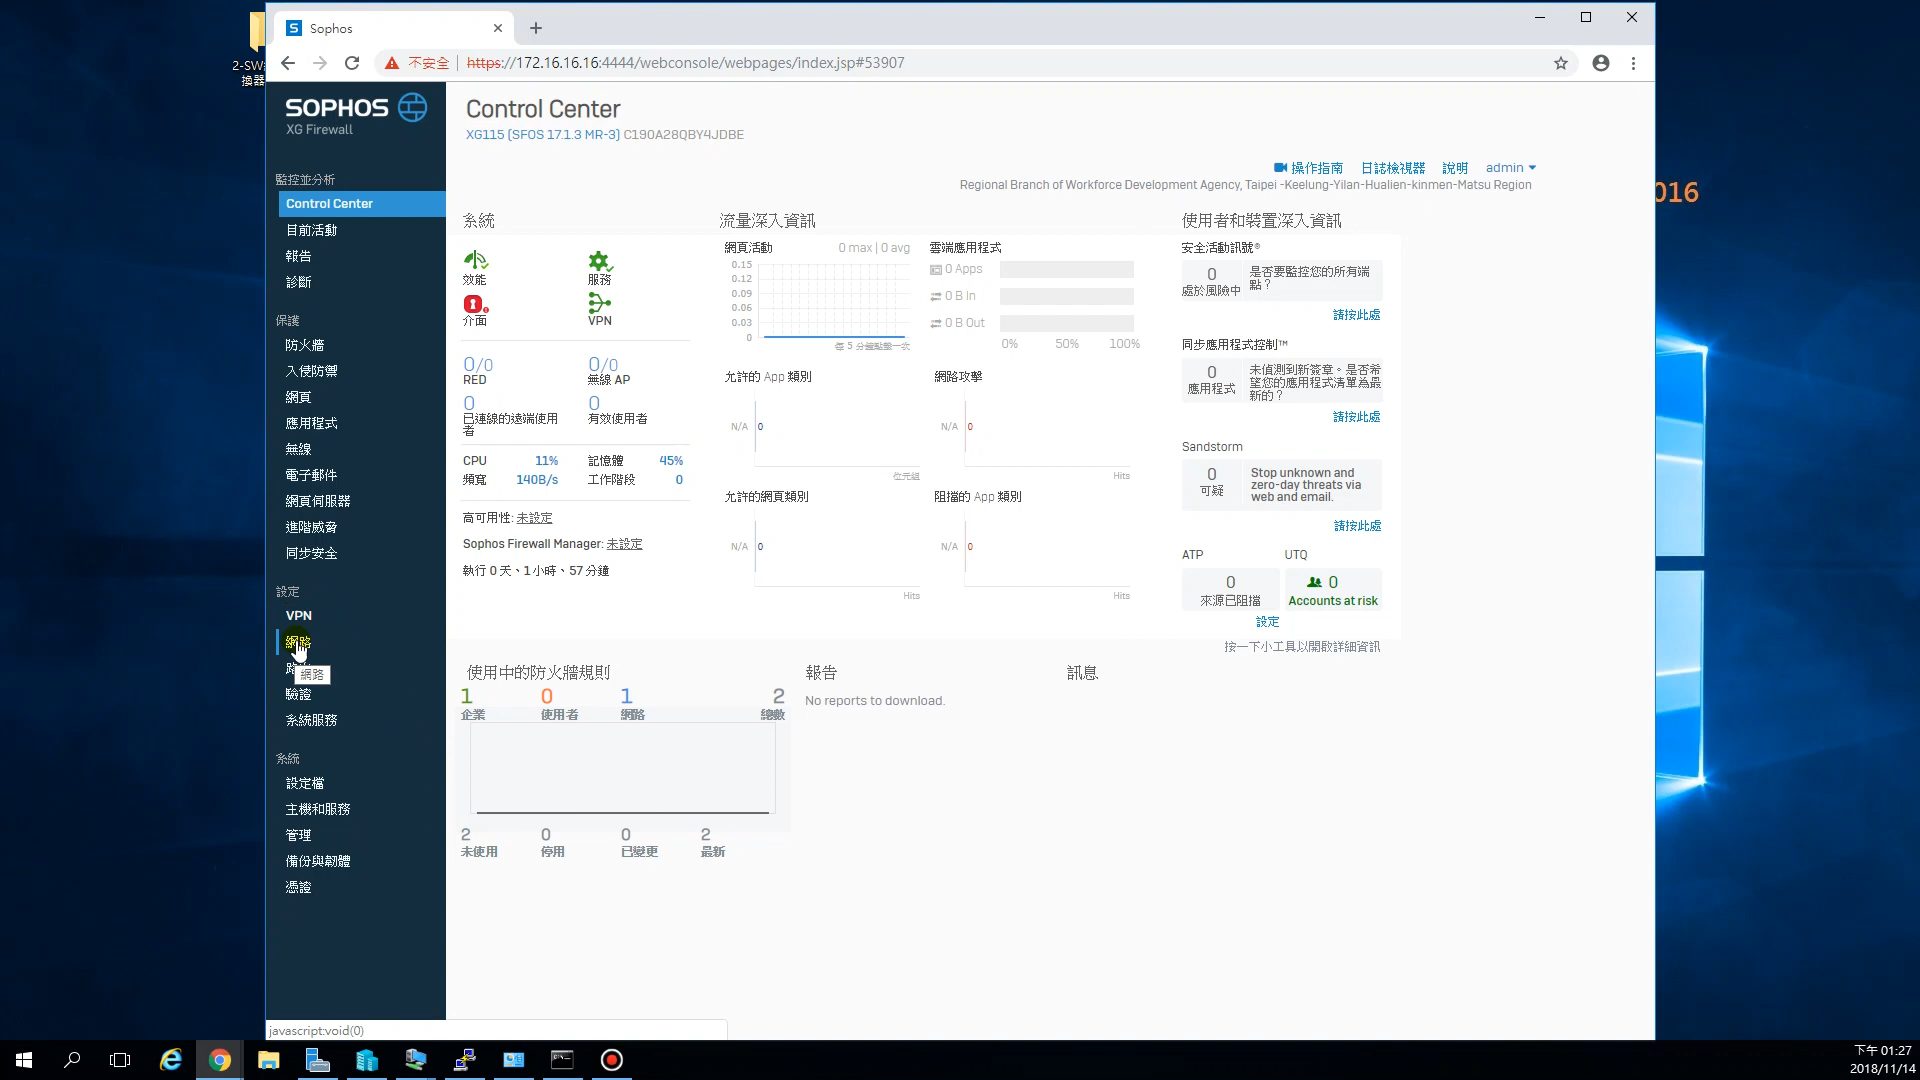 2-SW
換器
016
Sophos
不安全
https://172.16.16.16:4444/webconsole/webpages/index.jsp#53907
SOPHOS
XG Firewall
Control Center
XG115 [SFOS 17.1.3 MR-3] C190A28QBY4JDBE
操作指南 日誌檢視器 說明 admin
Regional Branch of Workforce Development Agency, Taipei -Keelung-Yilan-Hualien-kinmen-Matsu Region
監控並分析
Control Center
目前活動
報告
診斷
保護
防火牆
入侵防禦
網頁
應用程式
無線
電子郵件
網頁伺服器
進階威脅
同步安全
設定
VPN
網路
網路
驗證
系統服務
系統
設定檔
主機和服務
管理
備份與韌體
憑證
系統
效能
服務
介面
VPN
0/0
RED
0/0
無線 AP
0
已連線的遠端使用
者
0
有效使用者
CPU 11%
記憶體 45%
頻寬 140B/s
工作階段 0
高可用性: 未設定
Sophos Firewall Manager: 未設定
執行 0 天、1 小時、57 分鐘
流量深入資訊
網頁活動 0 max | 0 avg
0.15
0.12
0.09
0.06
0.03
0
每 5 分鐘點擊一次
雲端應用程式
0 Apps
0 B In
0 B Out
0% 50% 100%
允許的 App 類別
N/A 0
位元組
網路攻擊
N/A 0
Hits
允許的網頁類別
N/A 0
Hits
阻擋的 App 類別
N/A 0
Hits
使用者和裝置深入資訊
安全活動訊號®
0
處於風險中
是否要監控您的所有端
點？
請按此處
同步應用程式控制™
0
應用程式
未偵測到新簽章。是否希
望您的應用程式清單為最
新的？
請按此處
Sandstorm
0
可疑
Stop unknown and
zero-day threats via
web and email.
請按此處
ATP
0
來源已阻擋
UTQ
0
Accounts at risk
設定
按一下小工具以開啟詳細資訊
使用中的防火牆規則
1
企業
0
使用者
1
網路
2
總數
2
未使用
0
停用
0
已變更
2
最新
報告
No reports to download.
訊息
javascript:void(0)
下午 01:27
2018/11/14